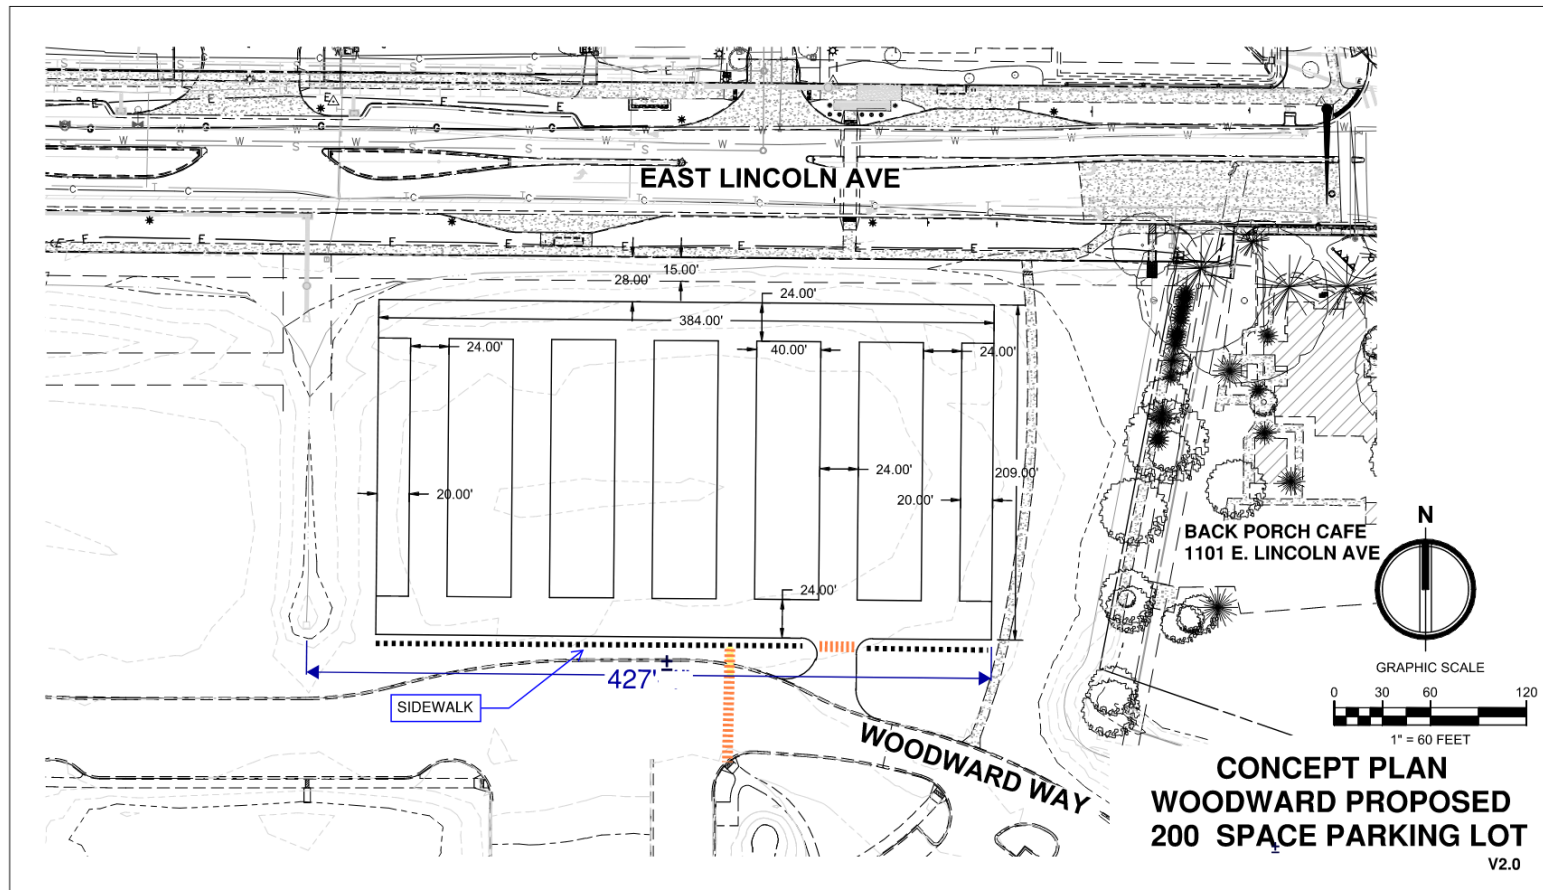 EAST LINCOLN AVE
15.00'
28.00'
24.00'
384.00'
24.00'
40.00'
24.00'
24.00'
209.00'
20.00'
20.00'
24.00'
427'±
SIDEWALK
WOODWARD WAY
BACK PORCH CAFE
1101 E. LINCOLN AVE
N
GRAPHIC SCALE
0 30 60 120
1" = 60 FEET
CONCEPT PLAN
WOODWARD PROPOSED
200 SPACE PARKING LOT
±
V2.0